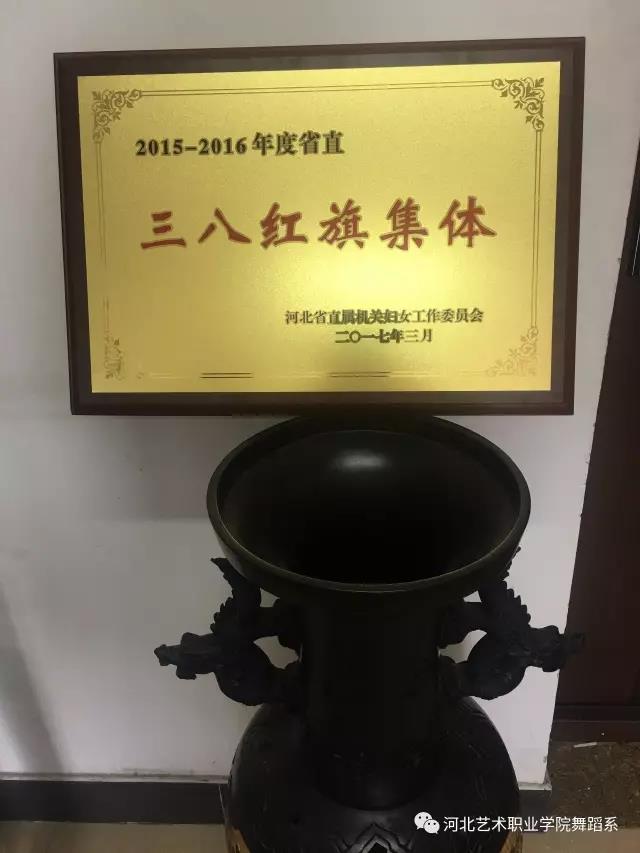 2015-2016年度省直
三八红旗集体
河北省直属机关妇女工作委员会
二〇一七年三月
河北艺术职业学院舞蹈系